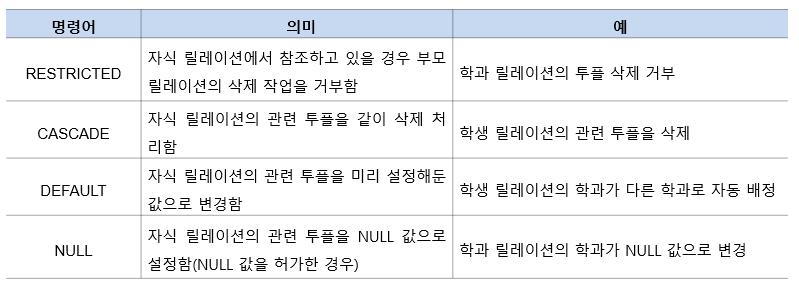 명령어 의미 예
RESTRICTED
자식 릴레이션에서 참조하고 있을 경우 부모
릴레이션의 삭제 작업을 거부함
학과 릴레이션의 투플 삭제 거부
CASCADE
자식 릴레이션의 관련 투플을 같이 삭제 처
리함
학생 릴레이션의 관련 투플을 삭제
DEFAULT
자식 릴레이션의 관련 투플을 미리 설정해둔
값으로 변경함
학생 릴레이션의 학과가 다른 학과로 자동 배정
NULL
자식 릴레이션의 관련 투플을 NULL 값으로
설정함(NULL 값을 허가한 경우)
학과 릴레이션의 학과가 NULL 값으로 변경